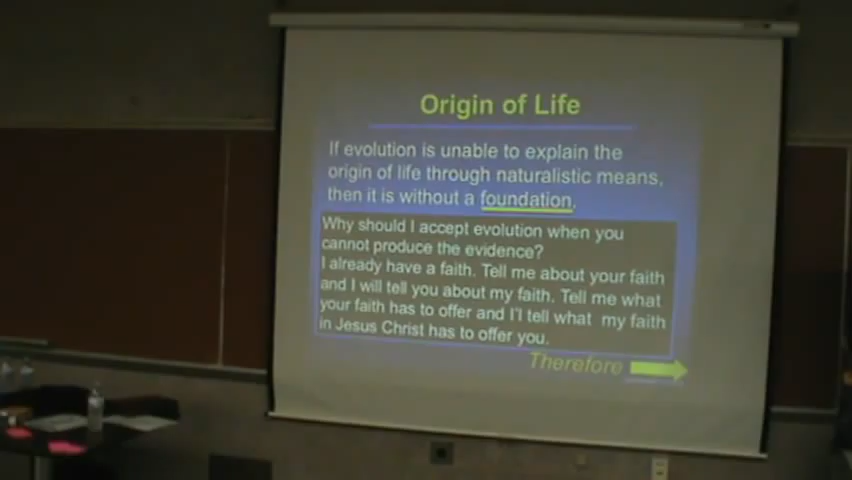 Origin of Life
If evolution is unable to explain the
origin of life through naturalistic means,
then it is without a foundation.
Why should I accept evolution when you
cannot produce the evidence?
I already have a faith. Tell me about your faith
and I will tell you about my faith. Tell me what
your faith has to offer and I'l tell what my faith
in Jesus Christ has to offer you.
Therefore